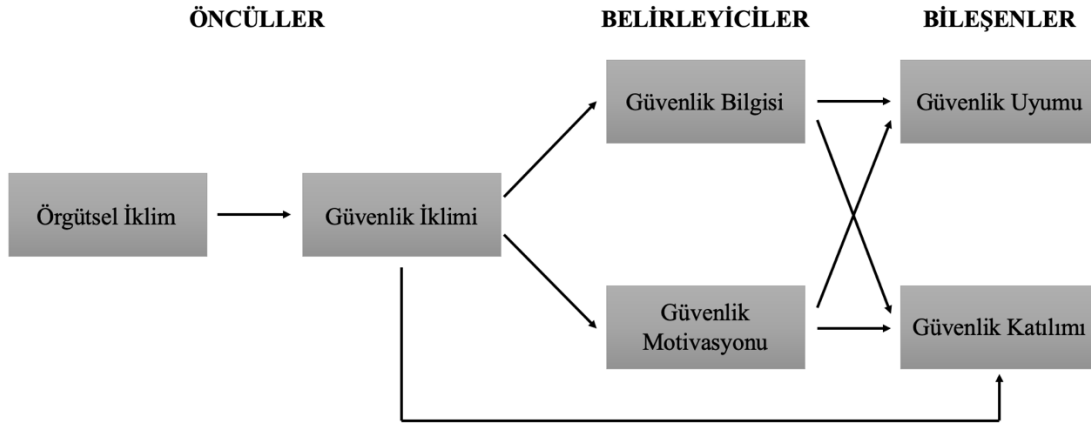 ÖNCÜLLER
BELİRLEYİCİLER
BİLEŞENLER
Güvenlik Bilgisi
Güvenlik Uyumu
Örgütsel İklim
Güvenlik İklimi
Güvenlik
Motivasyonu
Güvenlik Katılımı